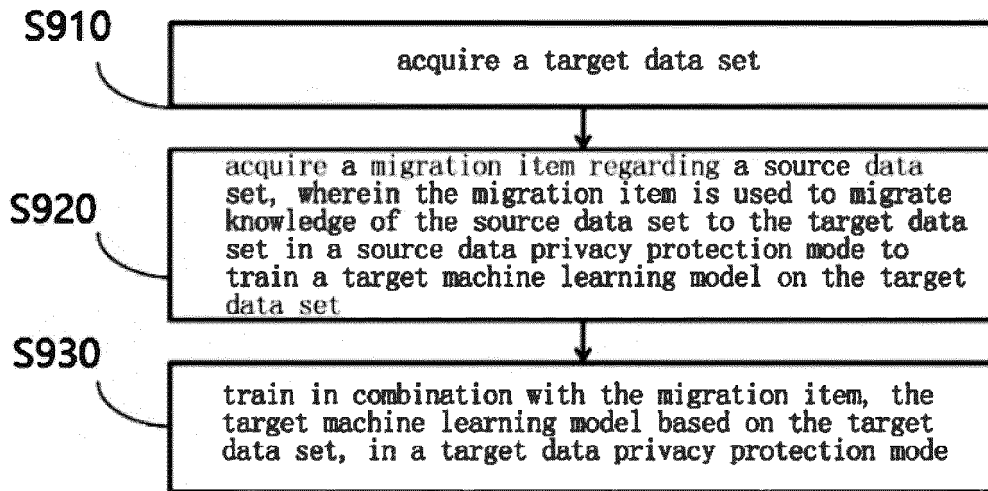 S910
acquire a target data set
S920
acquire a migration item regarding a source data
set, wherein the migration item is used to migrate
knowledge of the source data set to the target data
set in a source data privacy protection mode to
train a target machine learning model on the target
data set
S930
train in combination with the migration item, the
target machine learning model based on the target
data set, in a target data privacy protection mode